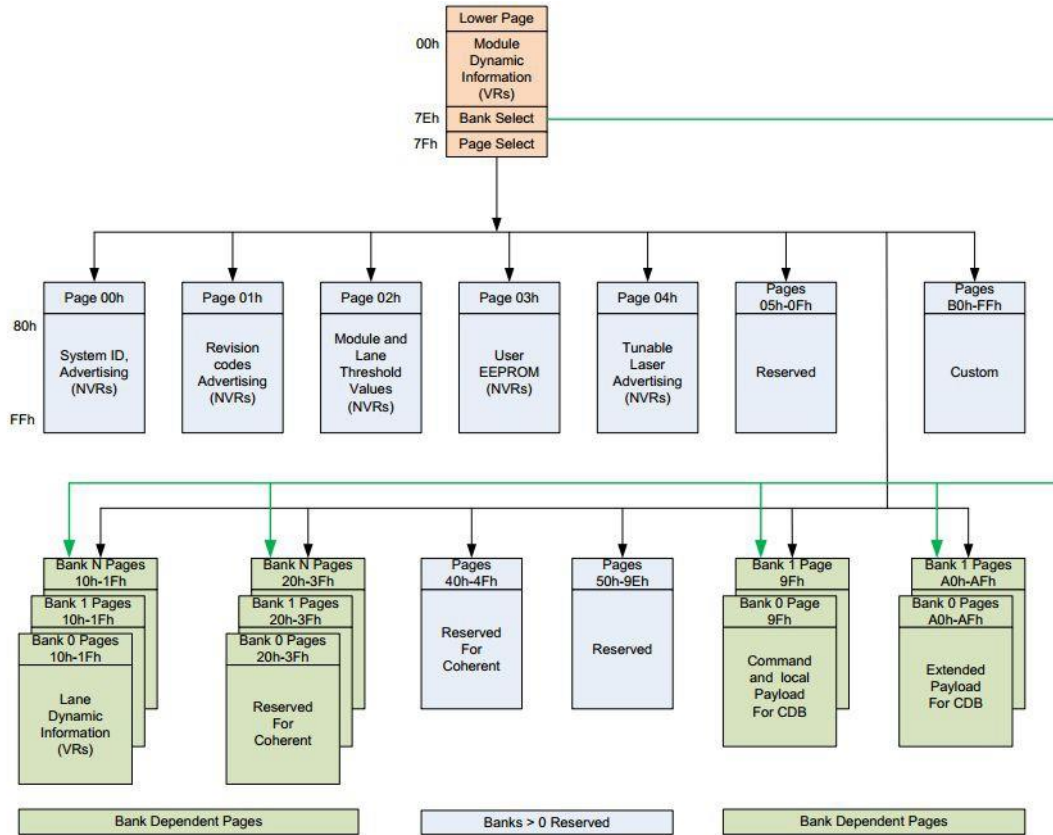 Lower Page
00h
Module
Dynamic
Information
(VRs)
7Eh
Bank Select
7Fh
Page Select
Page 00h
Page 01h
Page 02h
Page 03h
Page 04h
Pages
05h-0Fh
Pages
B0h-FFh
80h
System ID,
Advertising
(NVRs)
Revision
codes
Advertising
(NVRs)
Module and
Lane
Threshold
Values
(NVRs)
User
EEPROM
(NVRs)
Tunable
Laser
Advertising
(NVRs)
Reserved
Custom
FFh
Bank N Pages
10h-1Fh
Bank 1 Pages
10h-1Fh
Bank 0 Pages
10h-1Fh
Lane
Dynamic
Information
(VRs)
Bank N Pages
20h-3Fh
Bank 1 Pages
20h-3Fh
Bank 0 Pages
20h-3Fh
Reserved
For
Coherent
Pages
40h-4Fh
Reserved
For
Coherent
Pages
50h-9Eh
Reserved
Bank 1 Page
9Fh
Bank 0 Page
9Fh
Command
and local
Payload
For CDB
Bank 1 Pages
A0h-AFh
Bank 0 Pages
A0h-AFh
Extended
Payload
For CDB
Bank Dependent Pages
Banks > 0 Reserved
Bank Dependent Pages